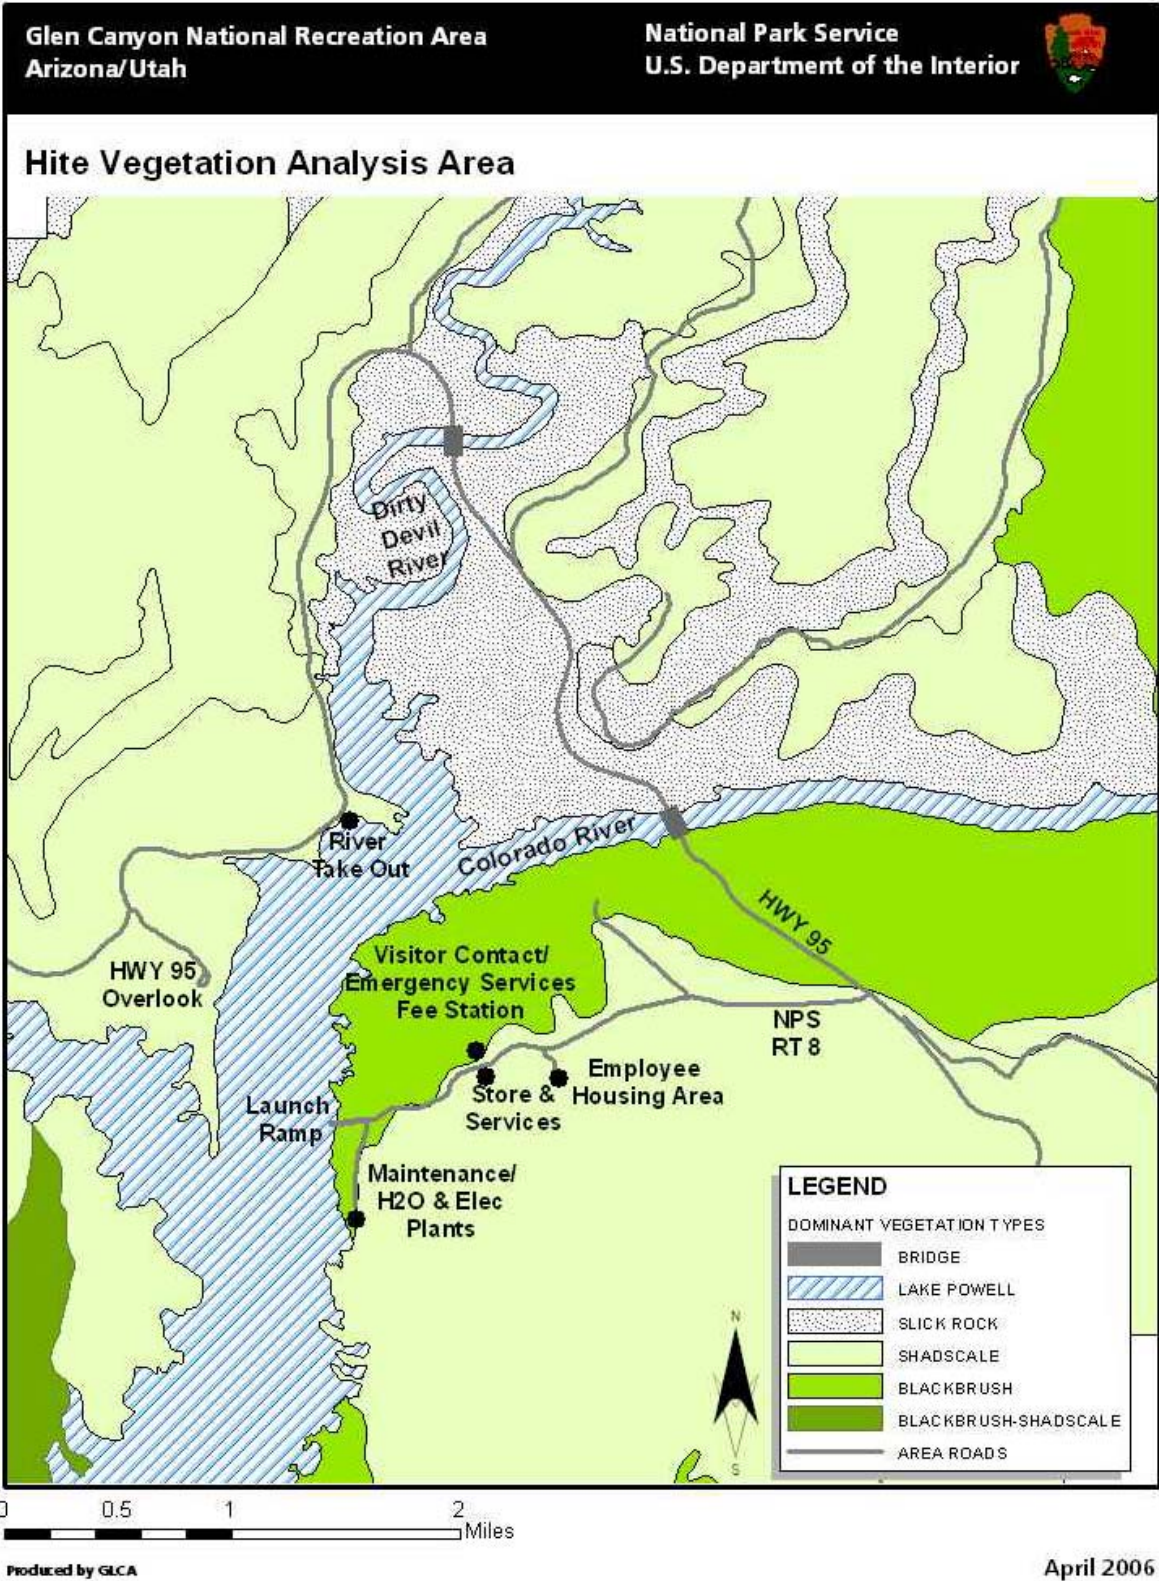 Glen Canyon National Recreation Area
Arizona/Utah
National Park Service
U.S. Department of the Interior
Hite Vegetation Analysis Area
Dirty
Devil
River
River
Take Out
Colorado River
HWY 95
HWY 95
Overlook
Visitor Contact/
Emergency Services
Fee Station
NPS
RT 8
Employee
Housing Area
Store &
Services
Launch
Ramp
Maintenance/
H2O & Elec
Plants
LEGEND
DOMINANT VEGETATION TYPES
BRIDGE
LAKE POWELL
SLICK ROCK
SHADSCALE
BLACKBRUSH
BLACKBRUSH-SHADSCALE
AREA ROADS
N
S
0 0.5 1 2
Miles
Produced by GLCA
April 2006